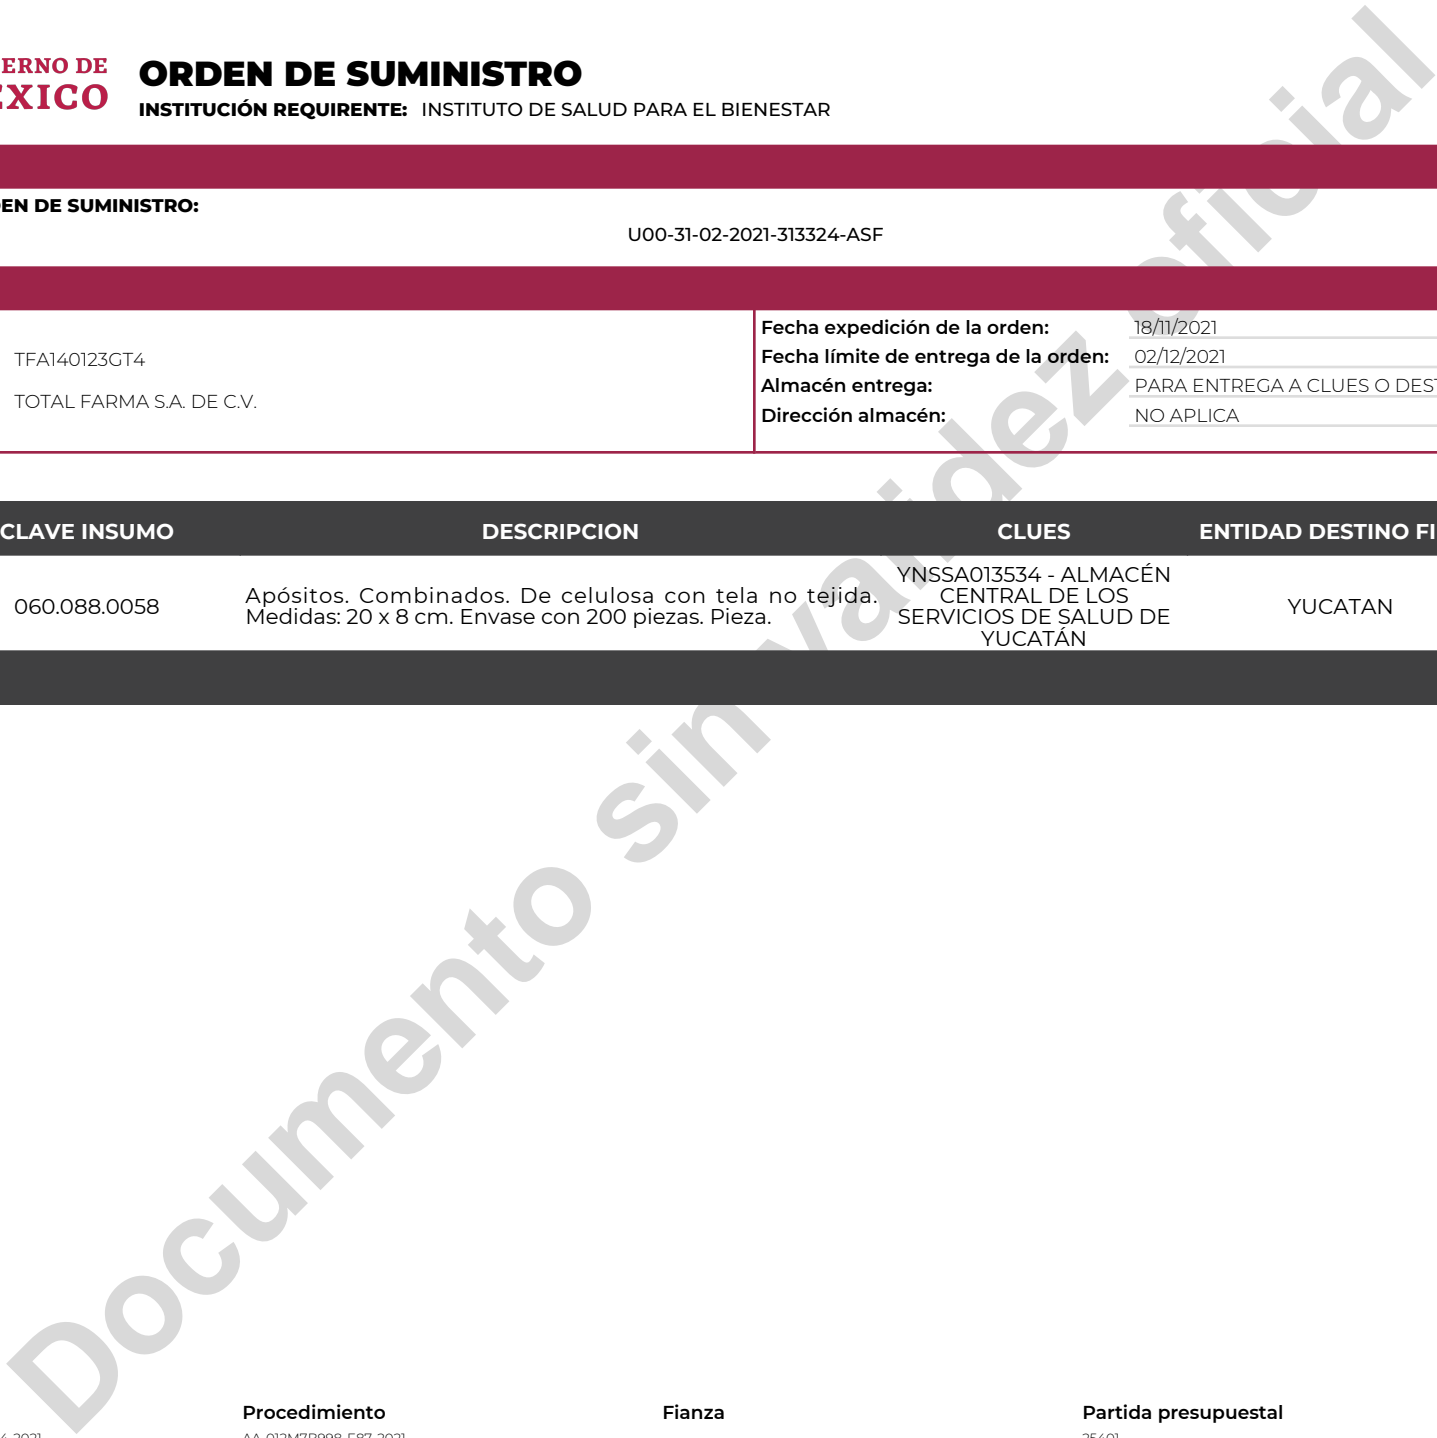 ORDEN DE SUMINISTRO
INSTITUCIÓN REQUIRENTE: INSTITUTO DE SALUD PARA EL BIENESTAR
EN DE SUMINISTRO:
U00-31-02-2021-313324-ASF
TFA140123GT4
TOTAL FARMA S.A. DE C.V.
Fecha expedición de la orden: 18/11/2021
Fecha límite de entrega de la orden: 02/12/2021
Almacén entrega: PARA ENTREGA A CLUES O DEST
Dirección almacén: NO APLICA
CLAVE INSUMO DESCRIPCION CLUES ENTIDAD DESTINO FI
060.088.0058
Apósitos. Combinados. De celulosa con tela no tejida.
Medidas: 20 x 8 cm. Envase con 200 piezas. Pieza.
YNSSA013534 - ALMACÉN
CENTRAL DE LOS
SERVICIOS DE SALUD DE
YUCATÁN
YUCATAN
Documento sin validez oficial
Procedimiento Fianza Partida presupuestal